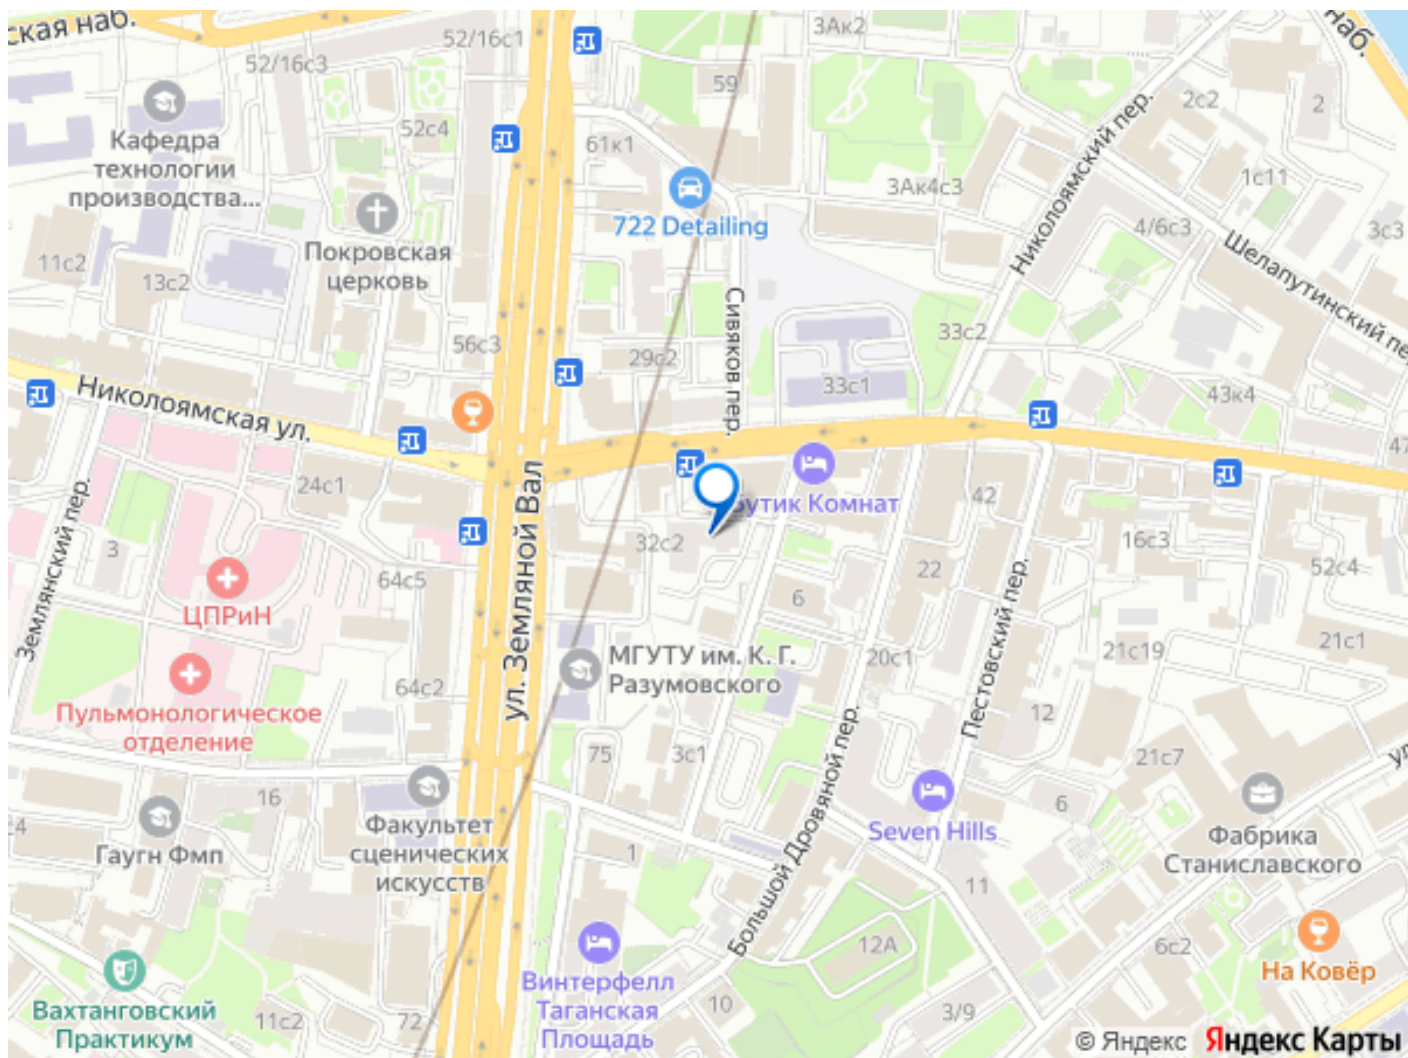 ская наб.
52/16с1
3Ак2
наб.
52/16с3
59
2с2
2
Кафедра
технологии
производства...
52с4
61к1
Николоямский пер.
3Ак4с3
1с11
722 Detailing
4/6с3
3с3
Покровская
церковь
11с2
13с2
Шелапутинский пе
Сивяков пер.
56с3
29с2
33с2
33с1
43к4
Николоямская ул.
47
24с1
Бутик Комнат
42
ул. Земляной Вал
Землянский пер.
3
32с2
16с3
64с5
22
52с4
ЦПРиН
6
Пестовский пер.
21с1
МГУТУ им. К. Г.
Разумовского
20с1
21с19
64с2
Пульмонологическое
отделение
12
75
3с1
21с7
ул
16
6
24
Гаугн Фмп
Факультет
сценических
искусств
Seven Hills
Фабрика
Станиславского
1
Большой Дровяной пер.
11
12А
6с2
На Ковёр
Винтерфелл
Таганская
Площадь
Вахтанговский
Практикум
11с2
72
10
3/9
© Яндекс Яндекс Карты